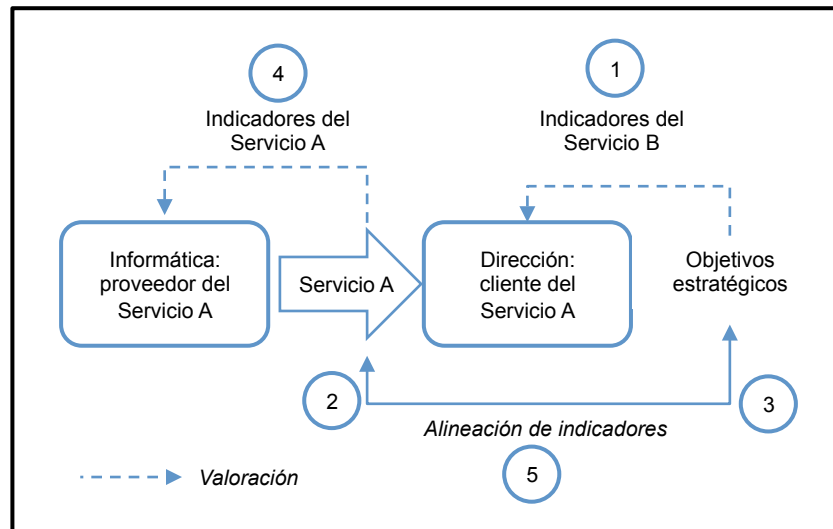 4
1
Indicadores del
Servicio A
Indicadores del
Servicio B
Informática:
proveedor del
Servicio A
Servicio A
Dirección:
cliente del
Servicio A
Objetivos
estratégicos
2
3
Alineación de indicadores
5
Valoración